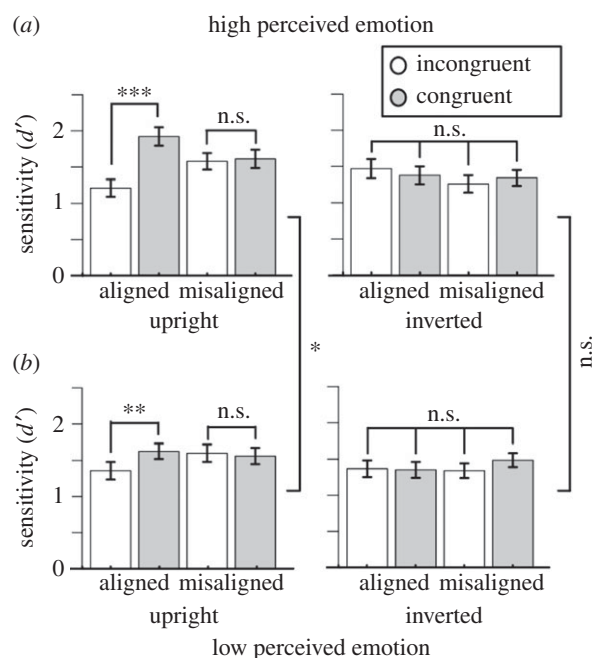 (a) high perceived emotion
incongruent
congruent
sensitivity (d′)
2
1
0
***
n.s.
n.s.
aligned misaligned
upright
aligned misaligned
inverted
*
n.s.
(b)
sensitivity (d′)
2
1
0
**
n.s.
n.s.
aligned misaligned
upright
aligned misaligned
inverted
low perceived emotion